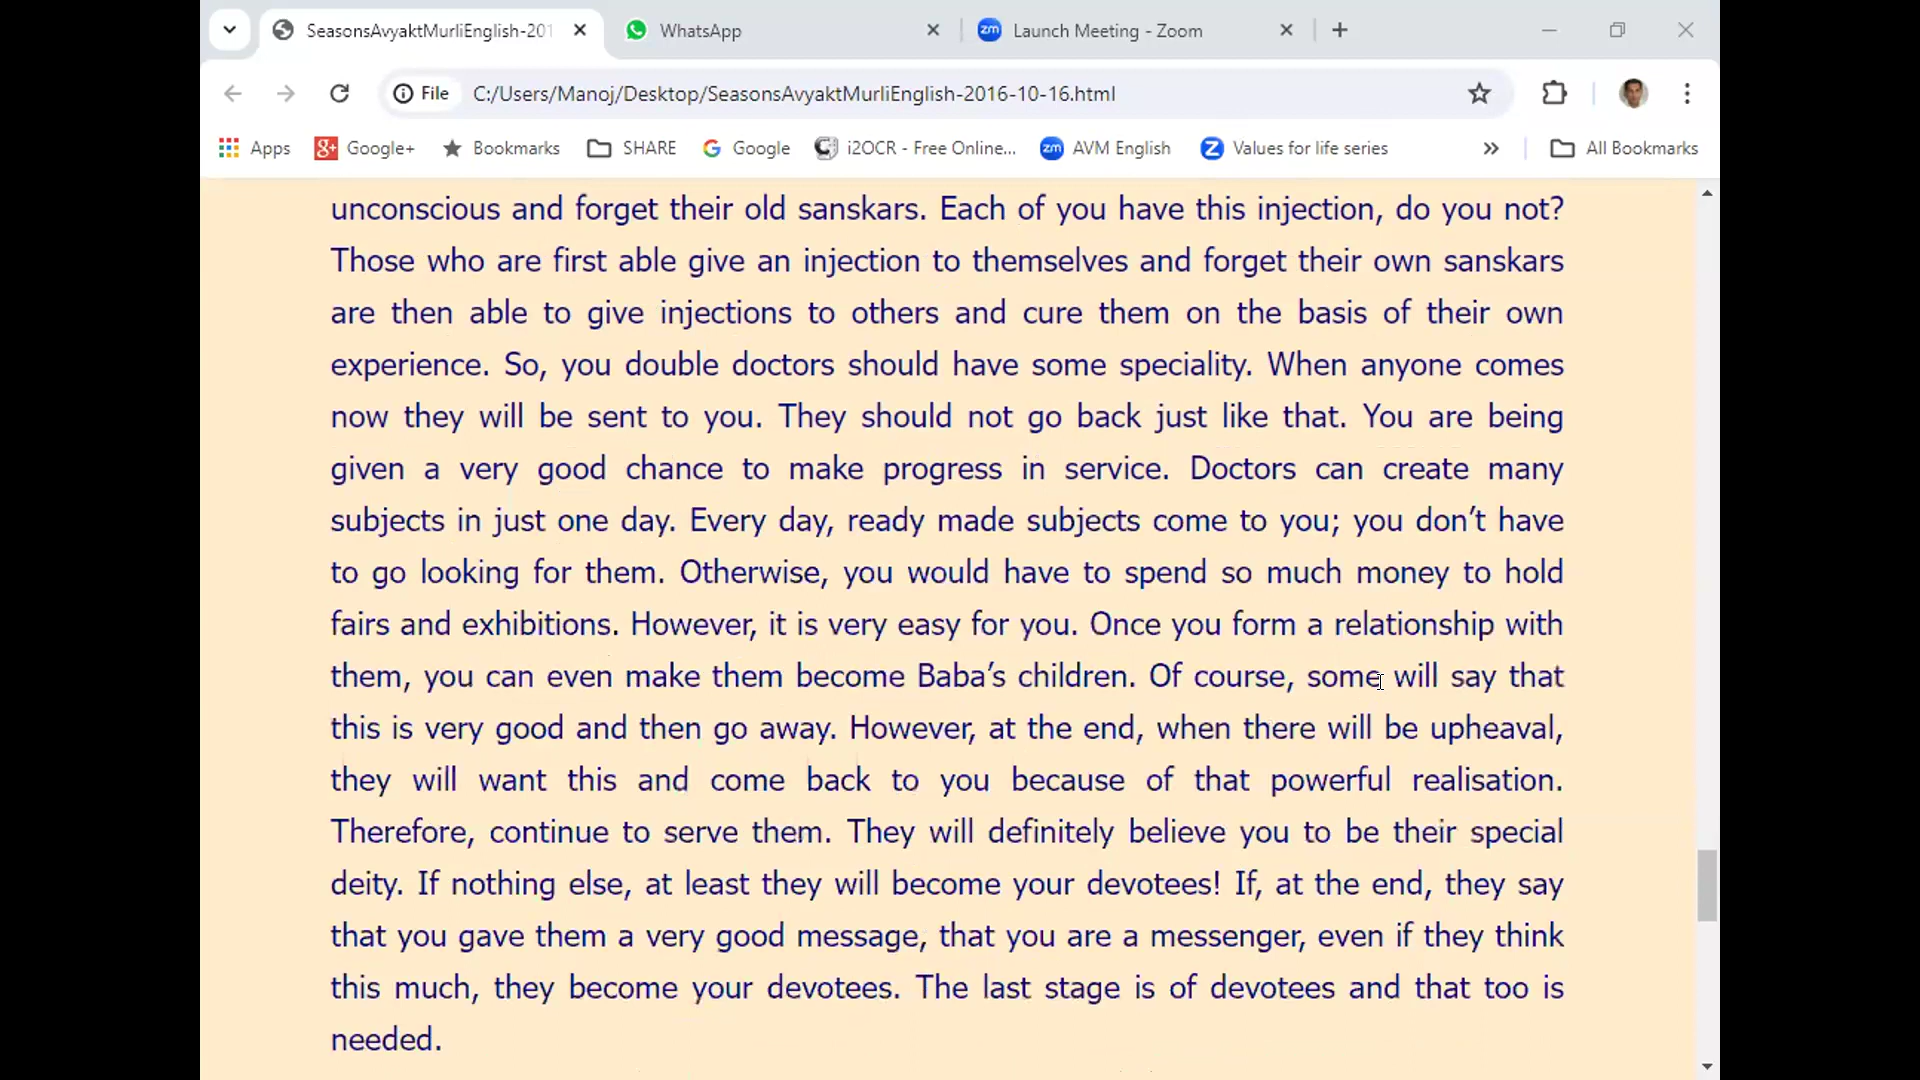 SeasonsAvyaktMurliEnglish-201
WhatsApp
Launch Meeting - Zoom
File
C:/Users/Manoj/Desktop/SeasonsAvyaktMurliEnglish-2016-10-16.html
Apps
Google+
Bookmarks
SHARE
Google
i2OCR - Free Online...
AVM English
Values for life series
All Bookmarks
unconscious and forget their old sanskars. Each of you have this injection, do you not?
Those who are first able give an injection to themselves and forget their own sanskars
are then able to give injections to others and cure them on the basis of their own
experience. So, you double doctors should have some speciality. When anyone comes
now they will be sent to you. They should not go back just like that. You are being
given a very good chance to make progress in service. Doctors can create many
subjects in just one day. Every day, ready made subjects come to you; you don’t have
to go looking for them. Otherwise, you would have to spend so much money to hold
fairs and exhibitions. However, it is very easy for you. Once you form a relationship with
them, you can even make them become Baba’s children. Of course, some will say that
this is very good and then go away. However, at the end, when there will be upheaval,
they will want this and come back to you because of that powerful realisation.
Therefore, continue to serve them. They will definitely believe you to be their special
deity. If nothing else, at least they will become your devotees! If, at the end, they say
that you gave them a very good message, that you are a messenger, even if they think
this much, they become your devotees. The last stage is of devotees and that too is
needed.